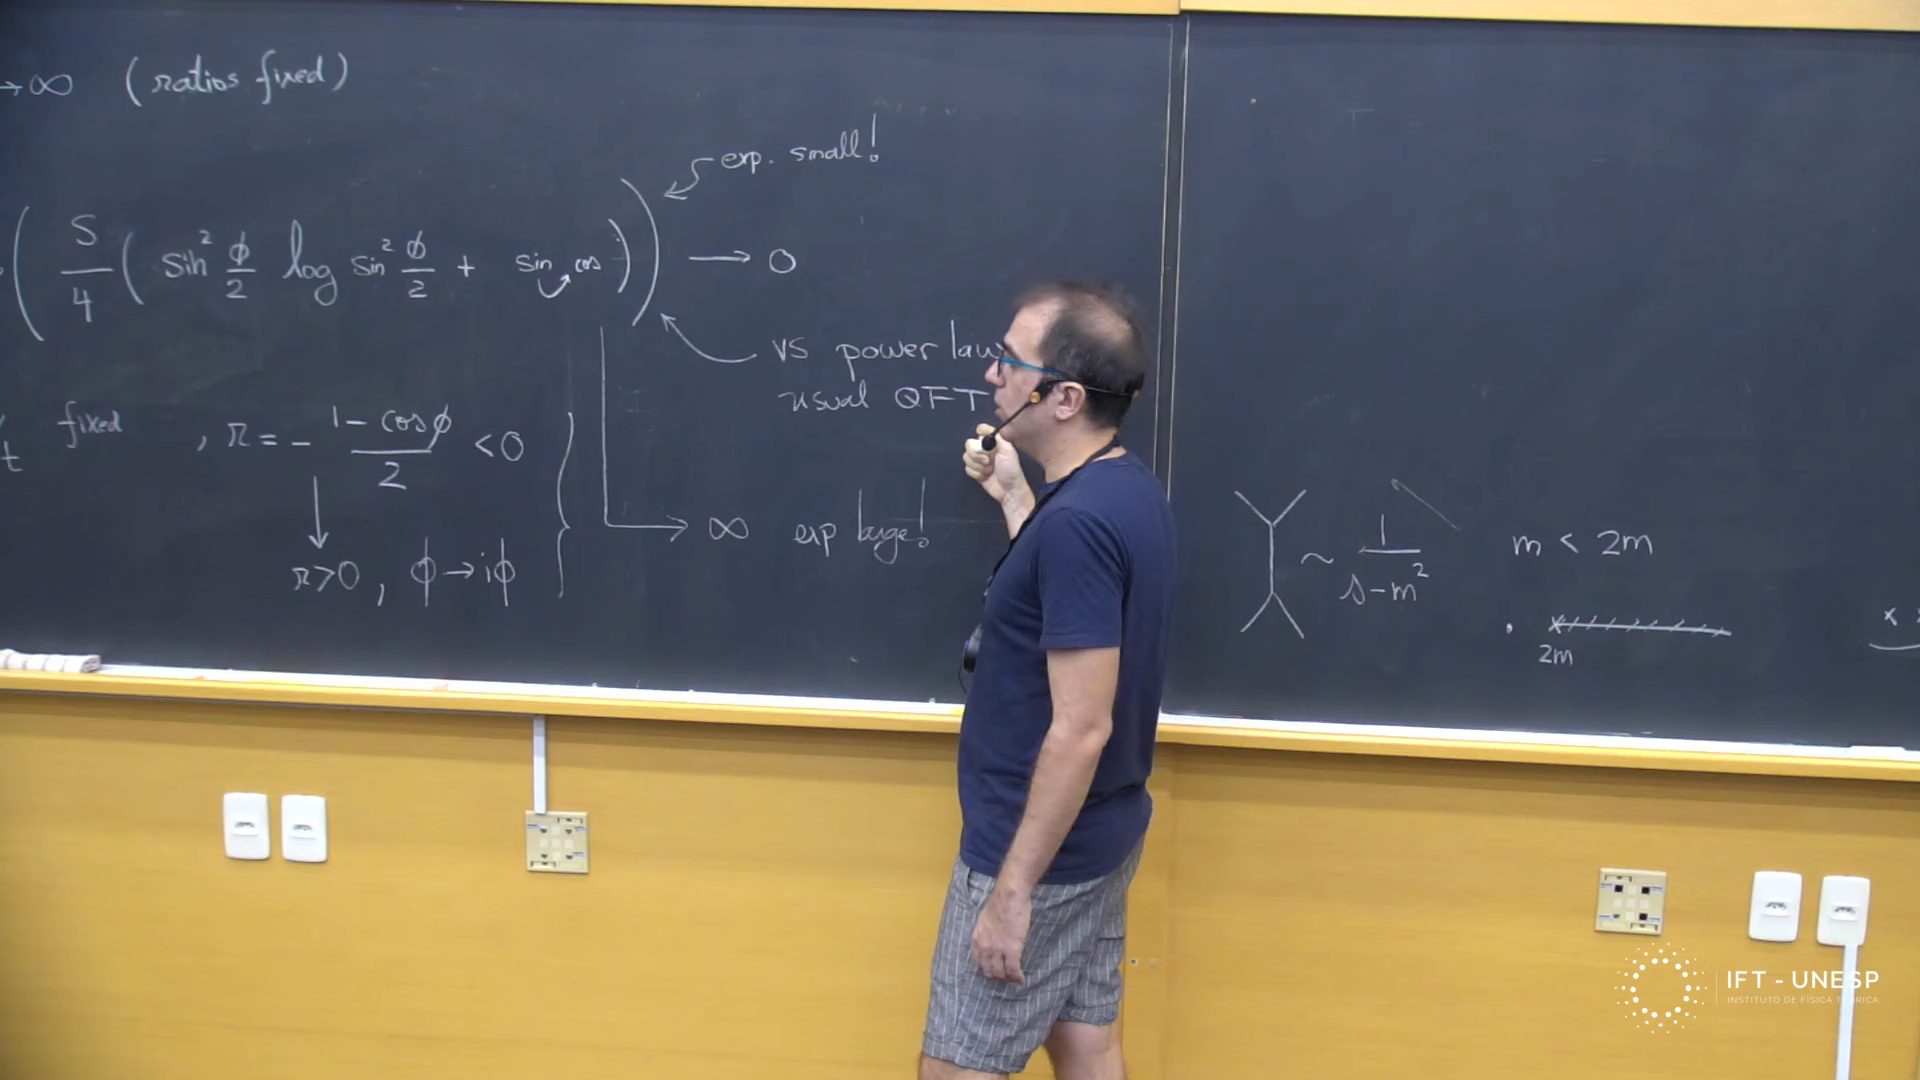 → ∞ (ratios fixed)
exp. small!
( S/4 ( sin² ϕ/2 log sin² ϕ/2 + sin cos ) ) → 0
vs power law
usual QFT
t fixed , r = - (1 - cosϕ)/2 < 0
r>0 , ϕ → iϕ
∞ exp large!
~ 1/(s-m²)
m < 2m
2m
IFT - UNESP
INSTITUTO DE FÍSICA TEÓRICA